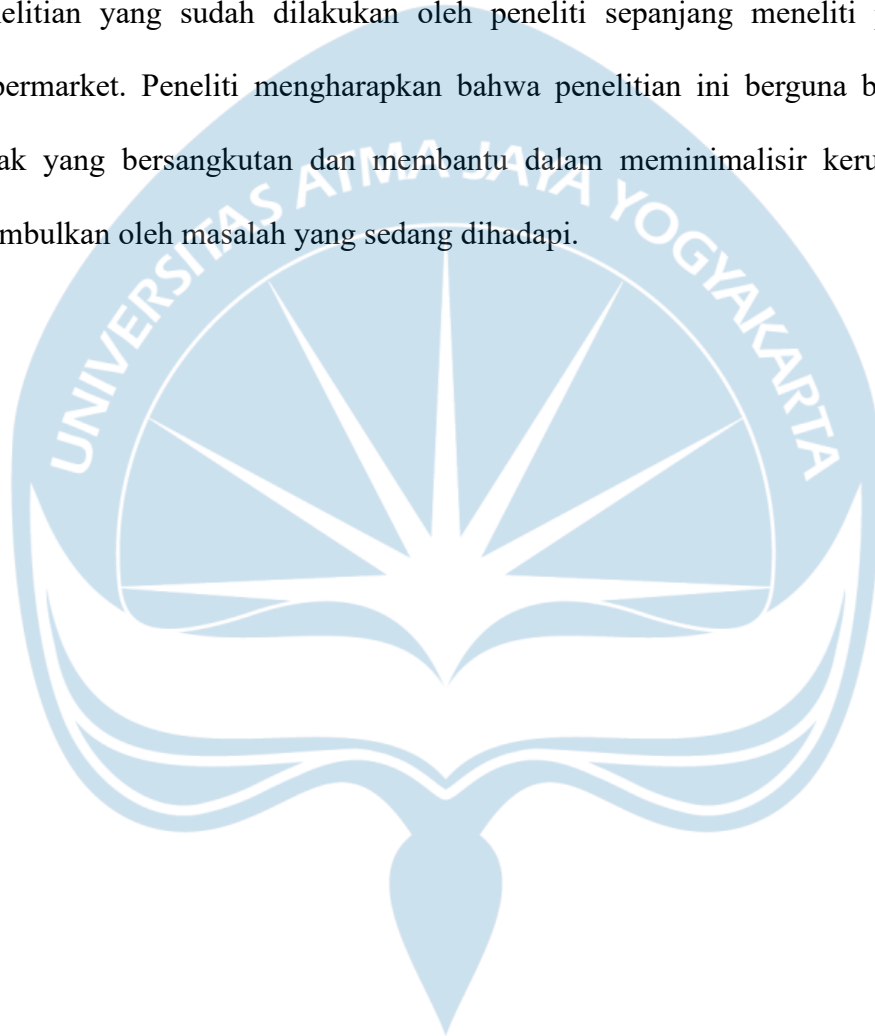 elitian yang sudah dilakukan oleh peneliti sepanjang meneliti
permarket. Peneliti mengharapkan bahwa penelitian ini berguna b
ak yang bersangkutan dan membantu dalam meminimalisir keru
mbulkan oleh masalah yang sedang dihadapi.
UNIVERSITAS ATMA JAYA YOGYAKARTA